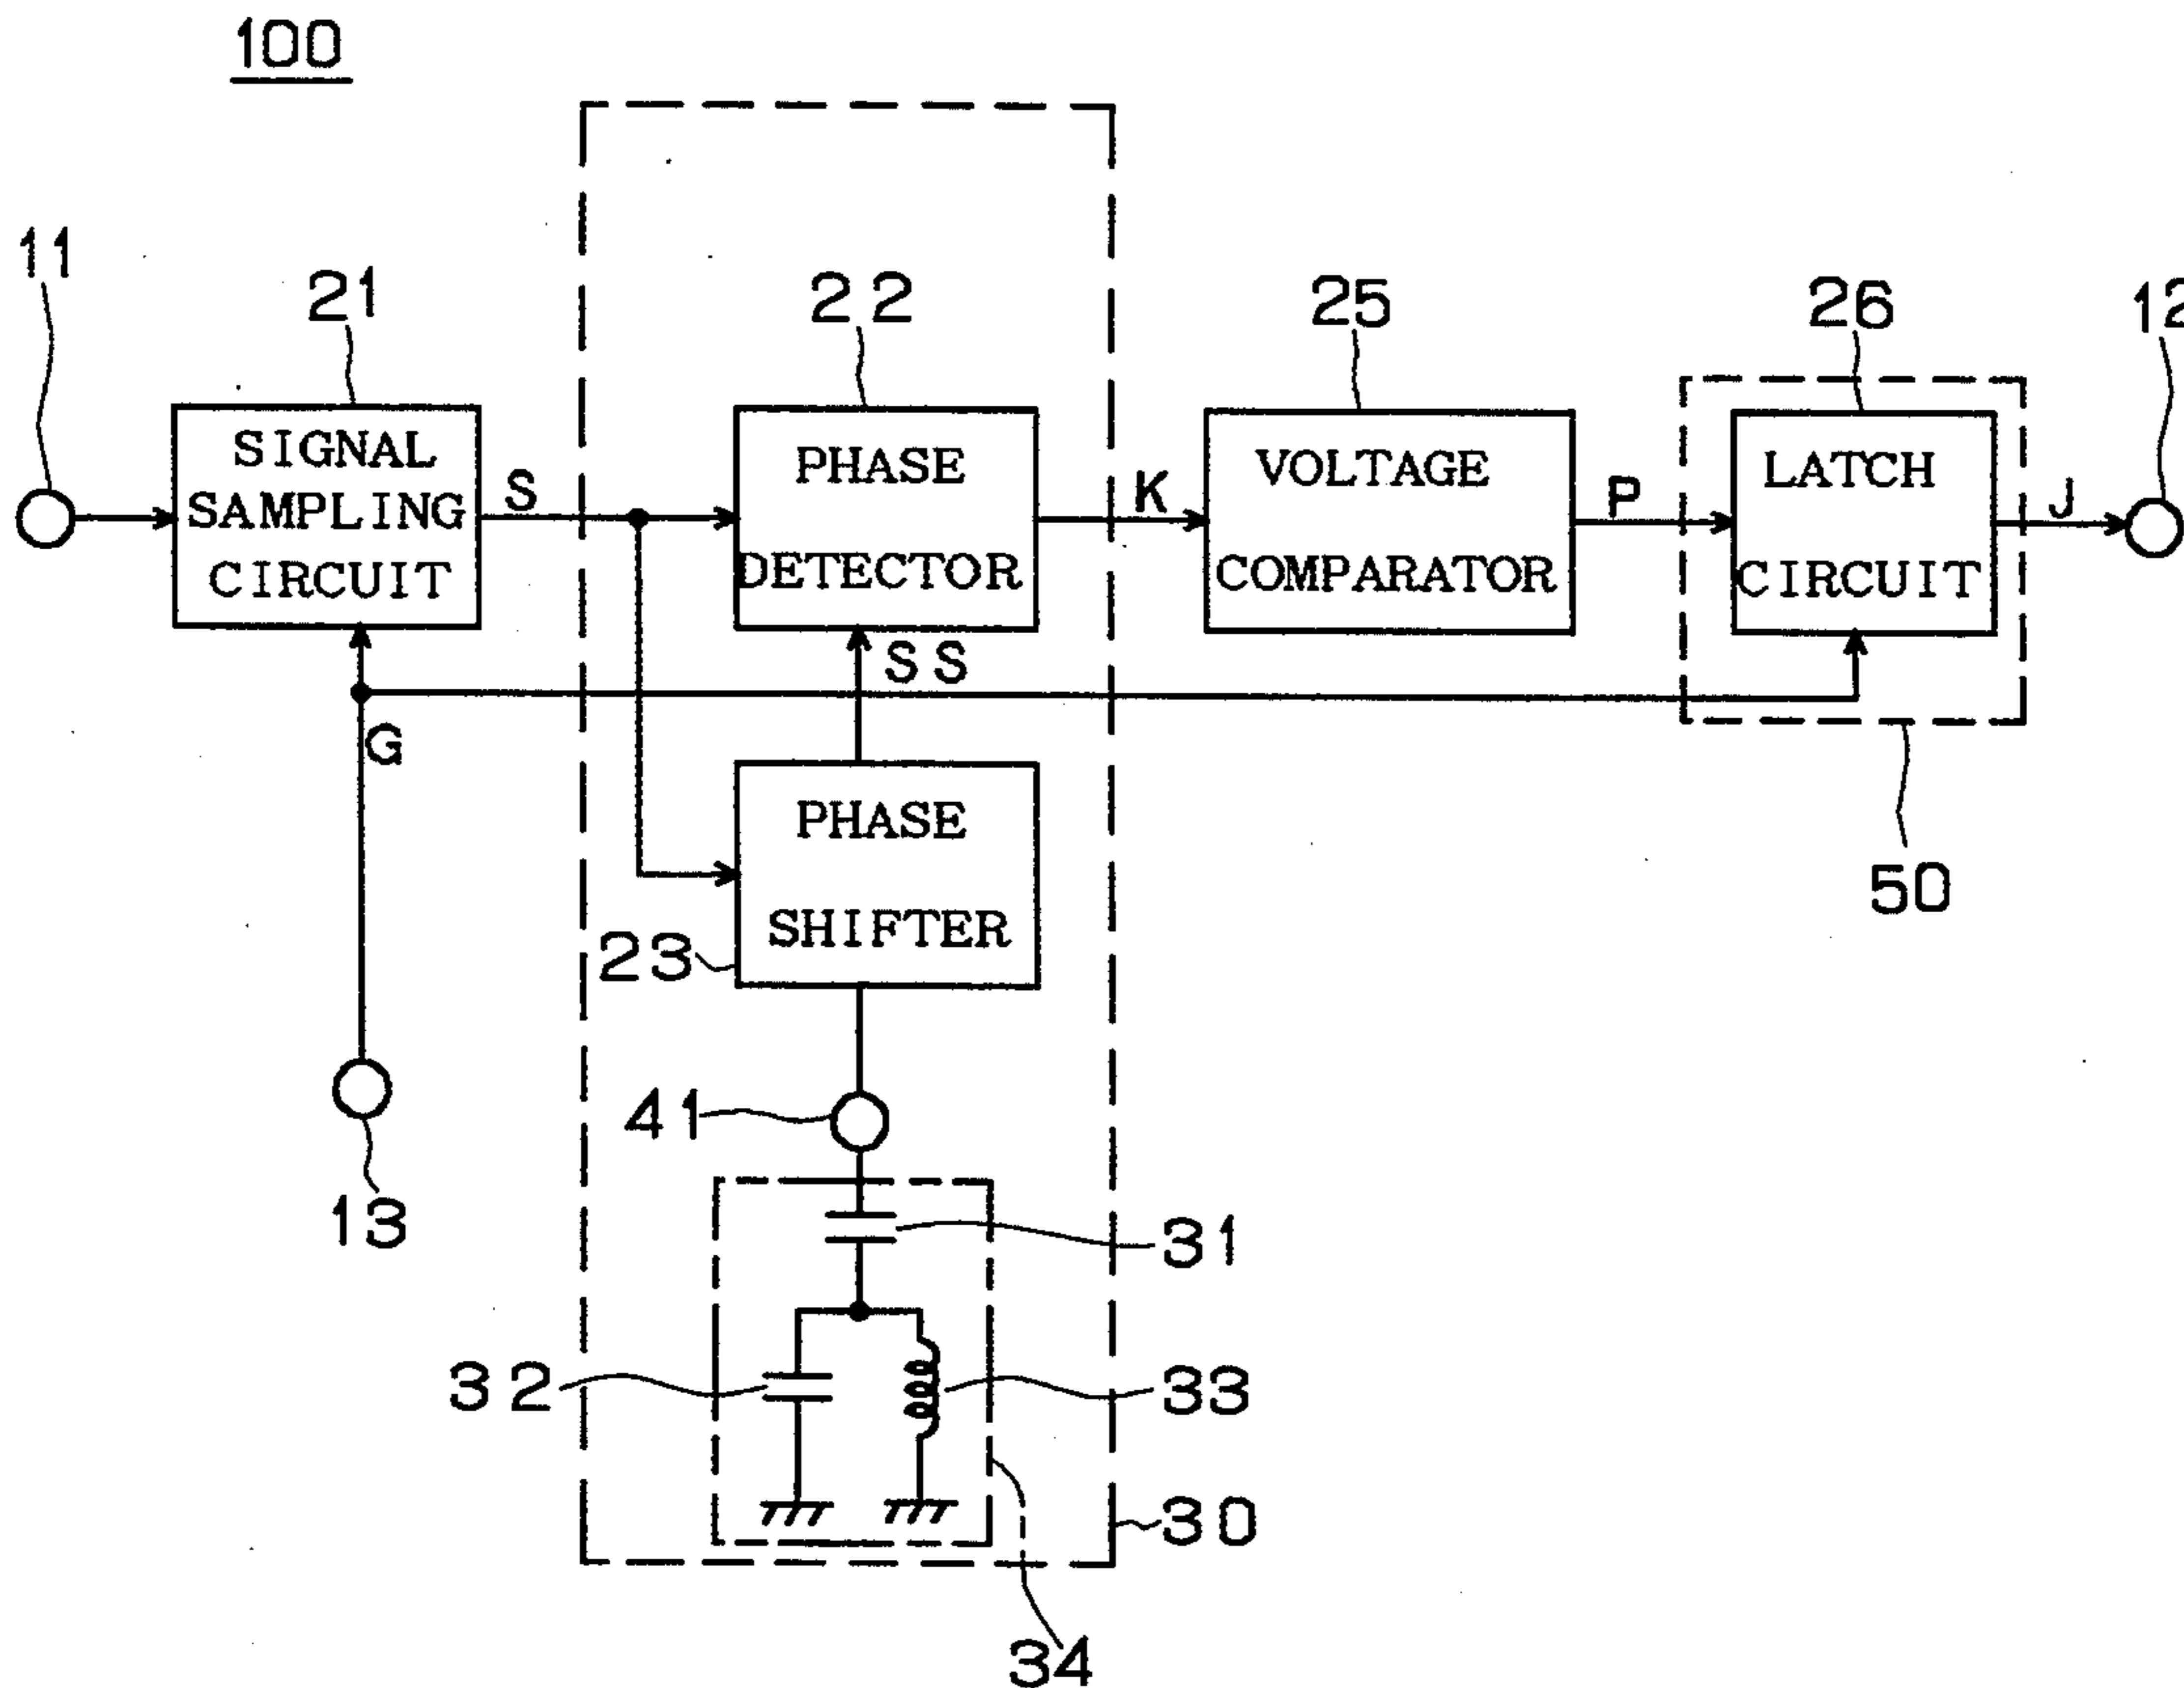 100
11
21
22
25
26
12
SIGNAL
SAMPLING
CIRCUIT
S
PHASE
DETECTOR
K
VOLTAGE
COMPARATOR
P
LATCH
CIRCUIT
J
SS
G
PHASE
SHIFTER
23
50
41
13
31
32
33
30
34